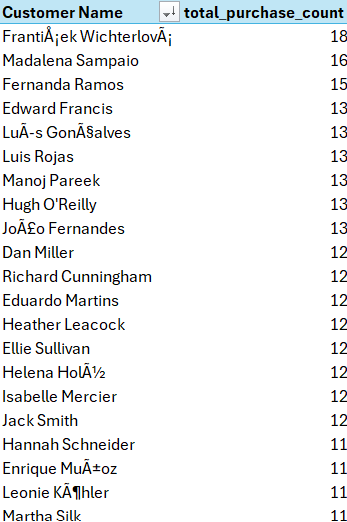 Customer Name total_purchase_count
FrantiÅ¡ek WichterlovÃ¡ 18
Madalena Sampaio 16
Fernanda Ramos 15
Edward Francis 13
LuÃ-s GonÃ§alves 13
Luis Rojas 13
Manoj Pareek 13
Hugh O'Reilly 13
JoÃ£o Fernandes 13
Dan Miller 12
Richard Cunningham 12
Eduardo Martins 12
Heather Leacock 12
Ellie Sullivan 12
Helena HolÃ½ 12
Isabelle Mercier 12
Jack Smith 12
Hannah Schneider 11
Enrique MuÃ±oz 11
Leonie KÃ¶hler 11
Martha Silk 11